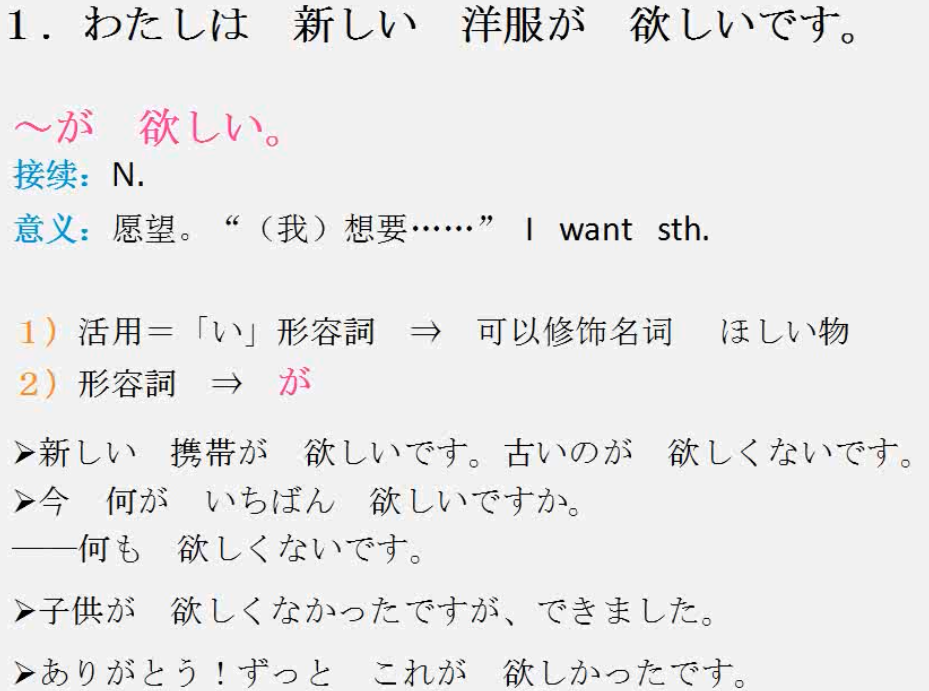 1．わたしは　新しい　洋服が　欲しいです。
～が　欲しい。
接续：N.
意义：愿望。“（我）想要……” I want sth.
1）活用＝「い」形容詞　⇒　可以修饰名词　ほしい物
2）形容詞　⇒　が
➢新しい　携帯が　欲しいです。古いのが　欲しくないです。
➢今　何が　いちばん　欲しいですか。
——何も　欲しくないです。
➢子供が　欲しくなかったですが、できました。
➢ありがとう！ずっと　これが　欲しかったです。